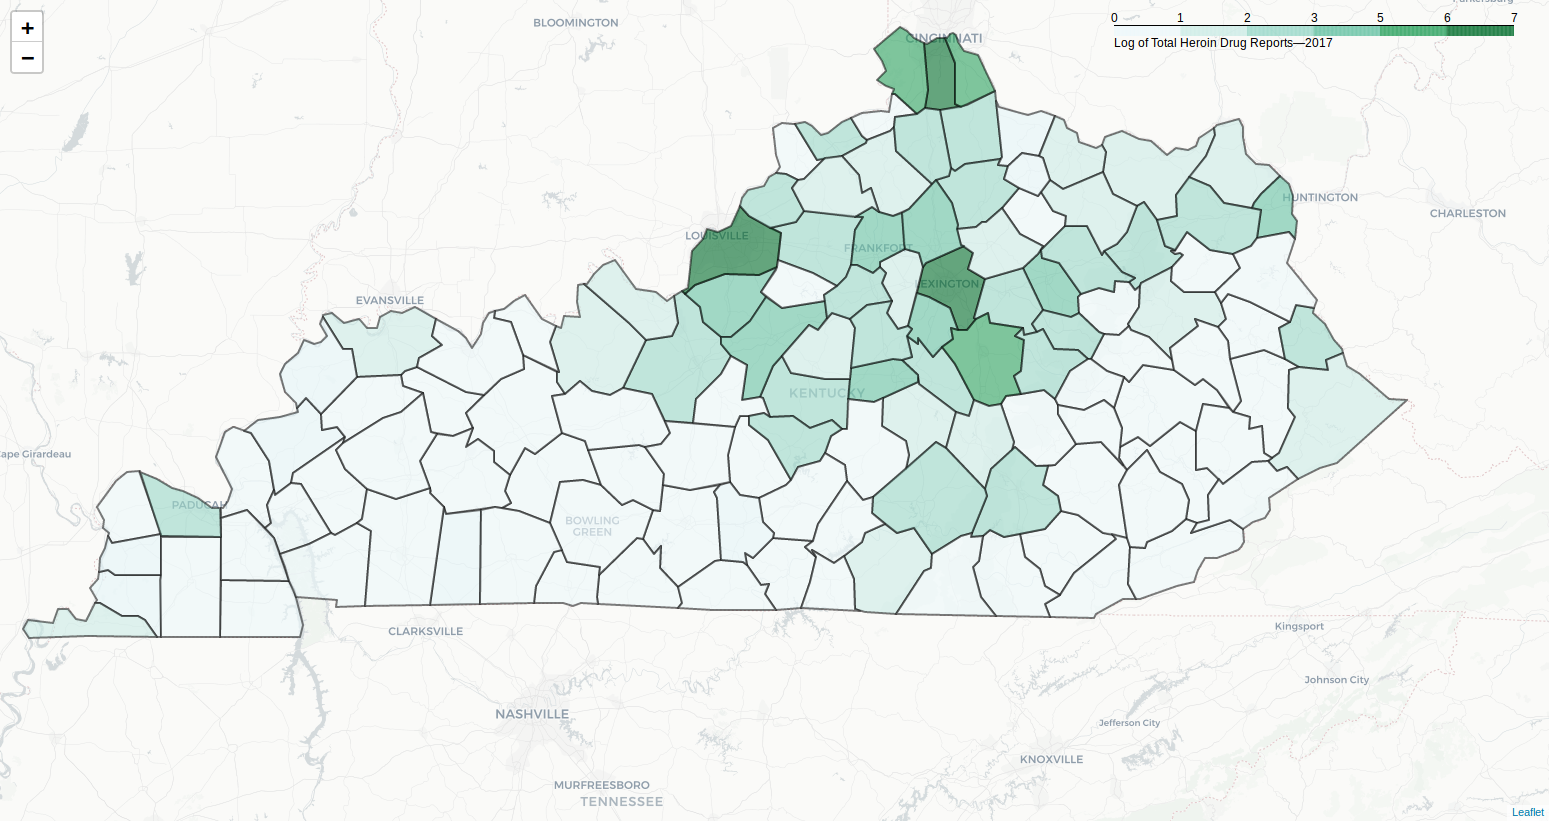 +
−
BLOOMINGTON
CINCINNATI
0 1 2 3 5 6 7
Log of Total Heroin Drug Reports—2017
HUNTINGTON
CHARLESTON
LOUISVILLE
FRANKFORT
LEXINGTON
EVANSVILLE
KENTUCKY
ape Girardeau
PADUCAH
BOWLING
GREEN
CLARKSVILLE
Kingsport
Johnson City
NASHVILLE
Jefferson City
KNOXVILLE
MURFREESBORO
TENNESSEE
Leaflet